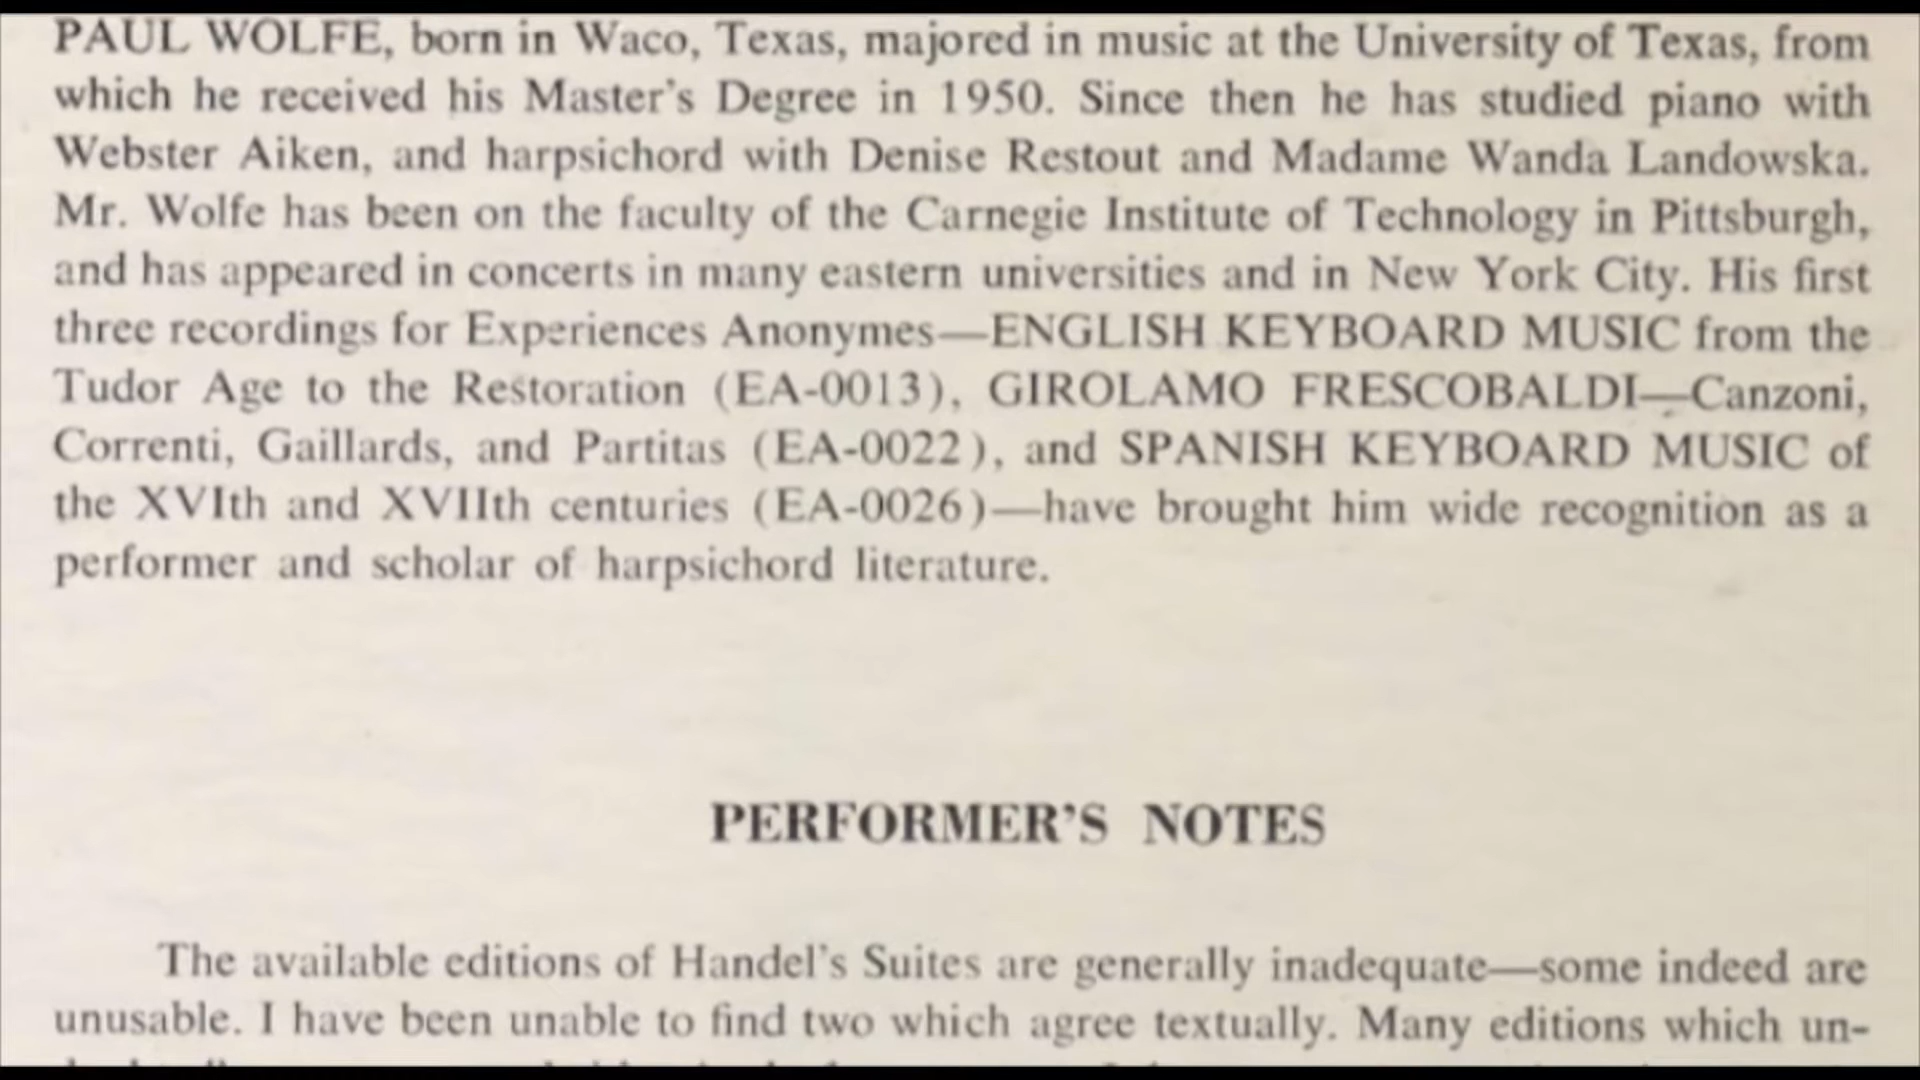 PAUL WOLFE, born in Waco, Texas, majored in music at the University of Texas, from
which he received his Master's Degree in 1950. Since then he has studied piano with
Webster Aiken, and harpsichord with Denise Restout and Madame Wanda Landowska.
Mr. Wolfe has been on the faculty of the Carnegie Institute of Technology in Pittsburgh,
and has appeared in concerts in many eastern universities and in New York City. His first
three recordings for Experiences Anonymes—ENGLISH KEYBOARD MUSIC from the
Tudor Age to the Restoration (EA-0013), GIROLAMO FRESCOBALDI—Canzoni,
Correnti, Gaillards, and Partitas (EA-0022), and SPANISH KEYBOARD MUSIC of
the XVIth and XVIIth centuries (EA-0026)—have brought him wide recognition as a
performer and scholar of harpsichord literature.
PERFORMER'S NOTES
The available editions of Handel's Suites are generally inadequate—some indeed are
unusable. I have been unable to find two which agree textually. Many editions which un-